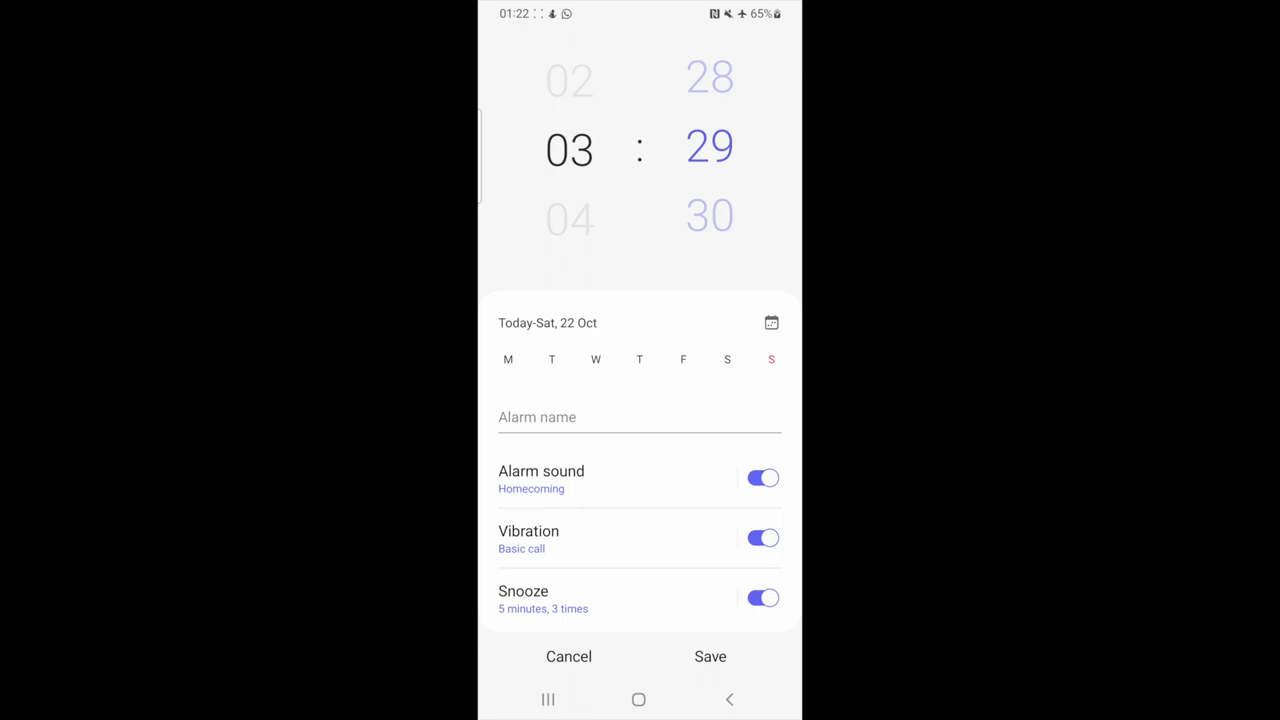 01:22 65%
02 28
03 : 29
04 30
Today-Sat, 22 Oct
M T W T F S S
Alarm name
Alarm sound
Homecoming
Vibration
Basic call
Snooze
5 minutes, 3 times
Cancel Save